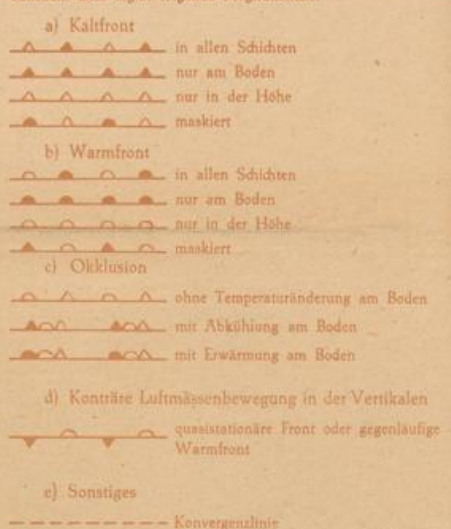 a) Kaltfront
in allen Schichten
nur am Boden
nur in der Höhe
maskiert
b) Warmfront
in allen Schichten
nur am Boden
nur in der Höhe
maskiert
c) Okklusion
ohne Temperaturänderung am Boden
mit Abkühlung am Boden
mit Erwärmung am Boden
d) Konträre Luftmassenbewegung in der Vertikalen
quasistationäre Front oder gegenläufige
Warmfront
e) Sonstiges
Konvergenzlinie